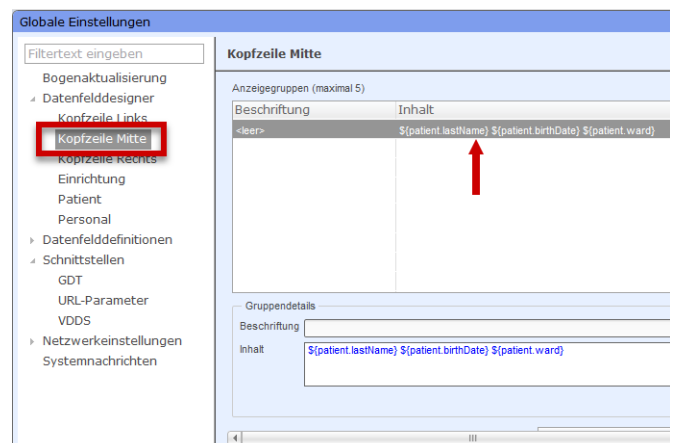 Globale Einstellungen
Filtertext eingeben
Bogenaktualisierung
Datenfelddesigner
Kopfzeile Links
Kopfzeile Mitte
Kopfzeile Rechts
Einrichtung
Patient
Personal
Datenfelddefinitionen
Schnittstellen
GDT
URL-Parameter
VDDS
Netzwerkeinstellungen
Systemnachrichten
Kopfzeile Mitte
Anzeigegruppen (maximal 5)
Beschriftung Inhalt
<leer> ${patient.lastName} ${patient.birthDate} ${patient.ward}
Gruppendetails
Beschriftung
Inhalt ${patient.lastName} ${patient.birthDate} ${patient.ward}